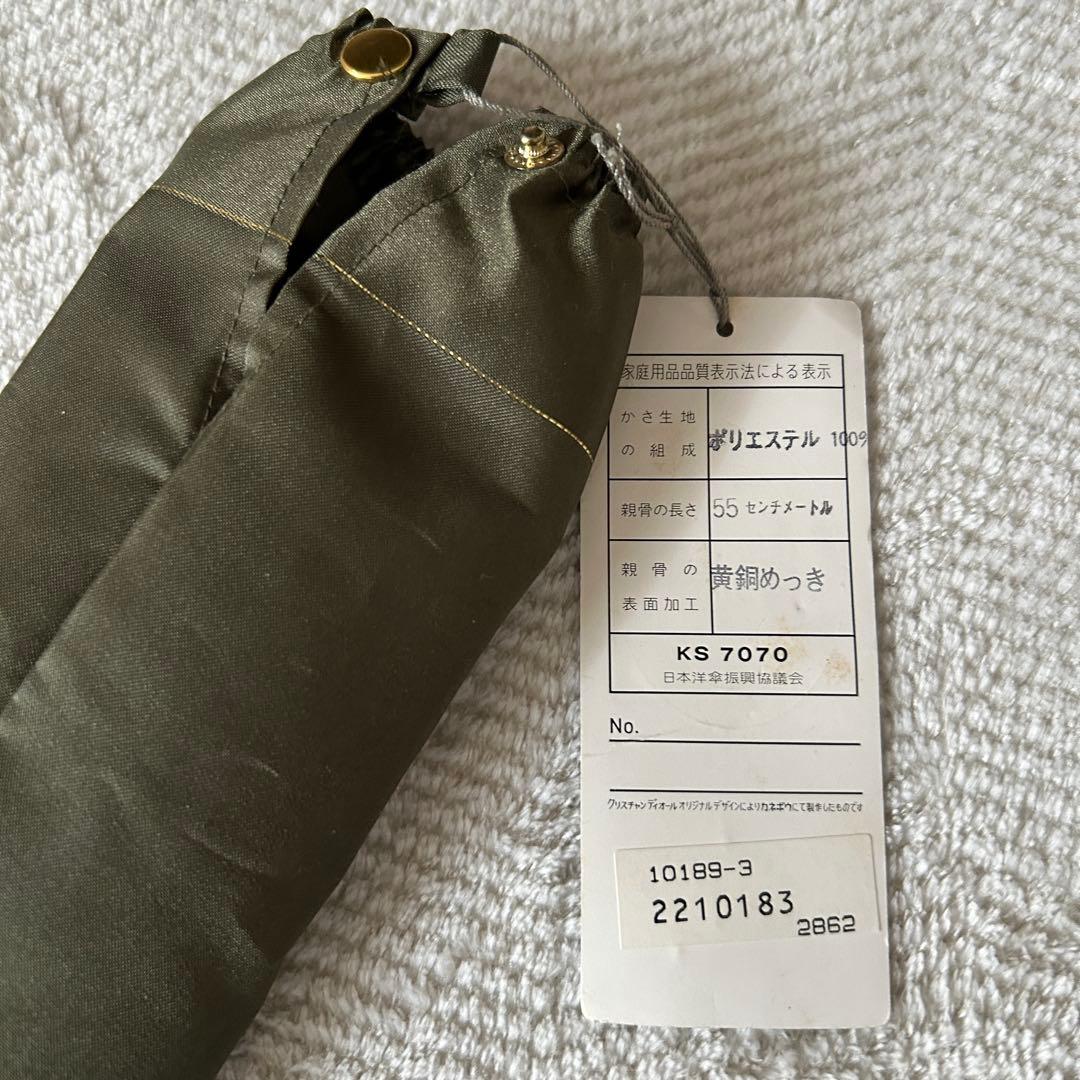 家庭用品品質表示法による表示
かさ生地の組成 ポリエステル 100%
親骨の長さ 55 センチメートル
親骨の表面加工 黄銅めっき
KS 7070
日本洋傘振興協議会
No.
クリスチャンディオールオリジナルデザインによりカネボウにて製作したものです
10189-3
2210183
2862